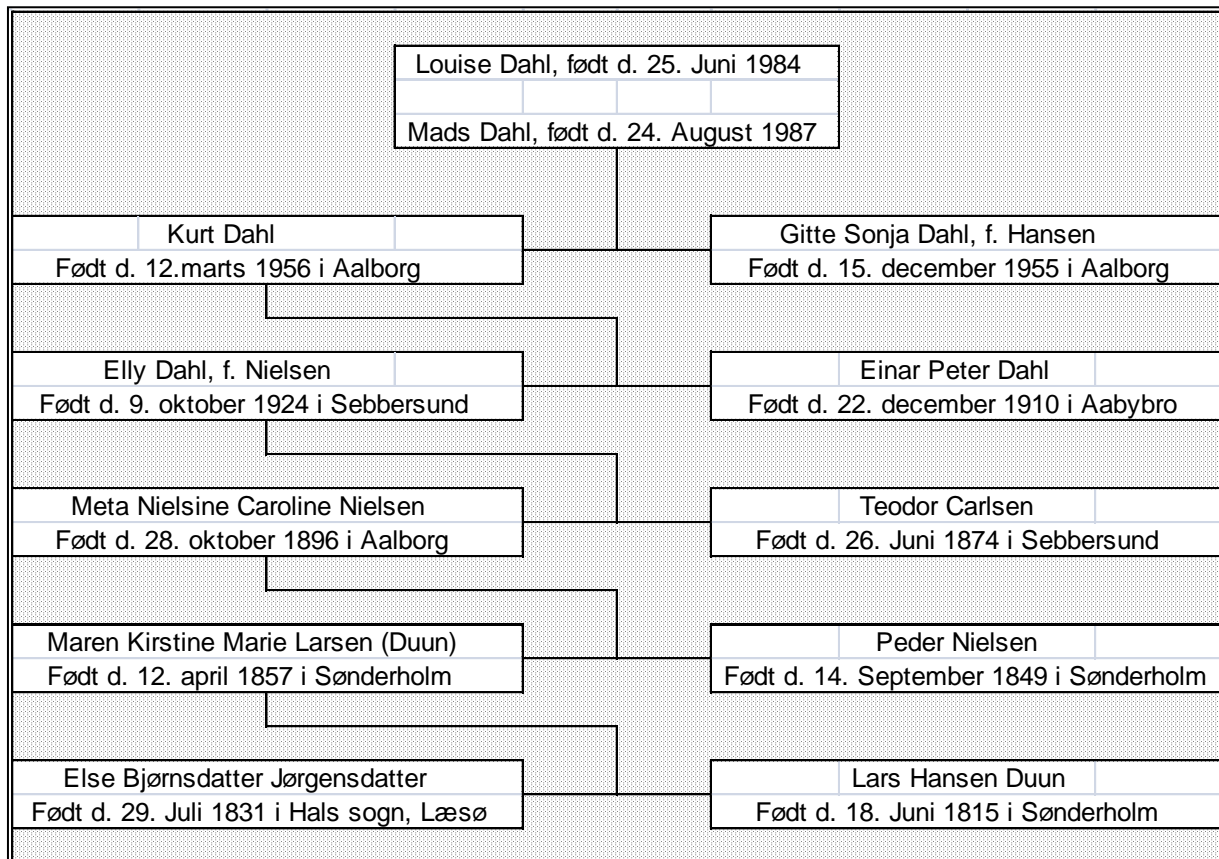 Louise Dahl, født d. 25. Juni 1984
Mads Dahl, født d. 24. August 1987
Kurt Dahl
Født d. 12.marts 1956 i Aalborg
Gitte Sonja Dahl, f. Hansen
Født d. 15. december 1955 i Aalborg
Elly Dahl, f. Nielsen
Født d. 9. oktober 1924 i Sebbersund
Einar Peter Dahl
Født d. 22. december 1910 i Aabybro
Meta Nielsine Caroline Nielsen
Født d. 28. oktober 1896 i Aalborg
Teodor Carlsen
Født d. 26. Juni 1874 i Sebbersund
Maren Kirstine Marie Larsen (Duun)
Født d. 12. april 1857 i Sønderholm
Peder Nielsen
Født d. 14. September 1849 i Sønderholm
Else Bjørnsdatter Jørgensdatter
Født d. 29. Juli 1831 i Hals sogn, Læsø
Lars Hansen Duun
Født d. 18. Juni 1815 i Sønderholm